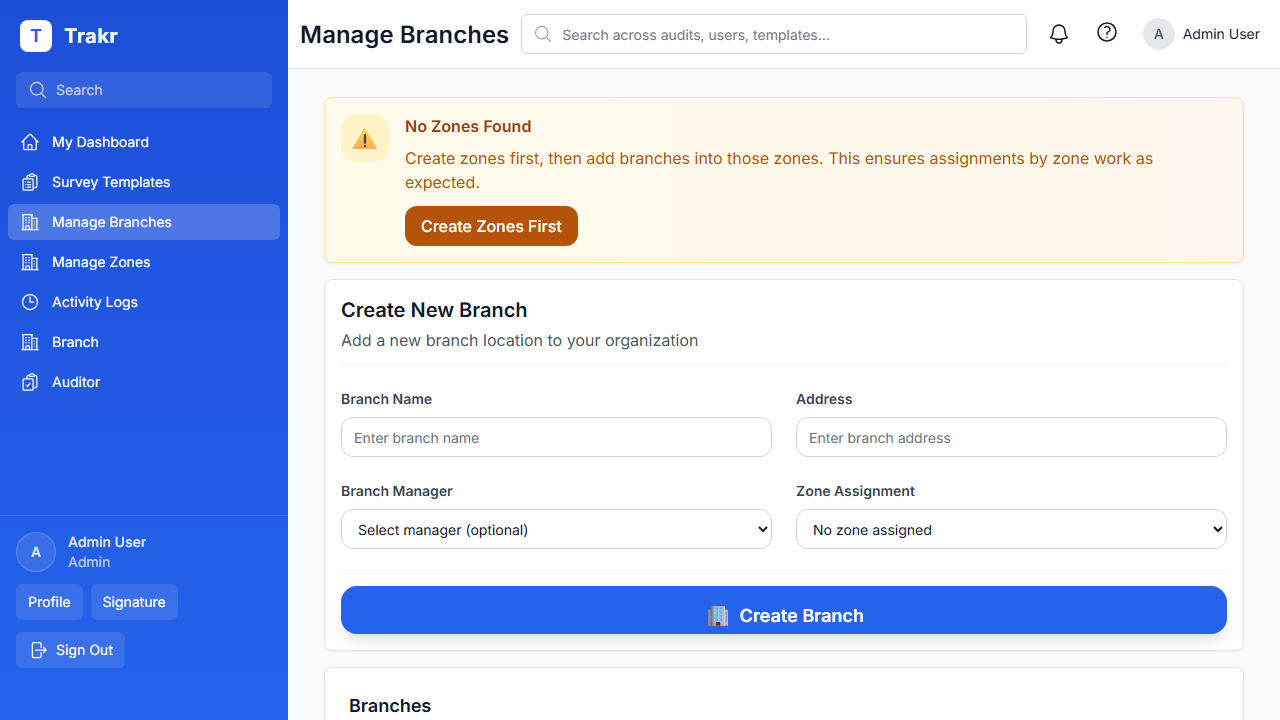 T Trakr
Search
My Dashboard
Survey Templates
Manage Branches
Manage Zones
Activity Logs
Branch
Auditor
A
Admin User
Admin
Profile Signature
Sign Out
Manage Branches
Search across audits, users, templates...
A Admin User
No Zones Found
Create zones first, then add branches into those zones. This ensures assignments by zone work as
expected.
Create Zones First
Create New Branch
Add a new branch location to your organization
Branch Name Address
Enter branch name Enter branch address
Branch Manager Zone Assignment
Select manager (optional) No zone assigned
Create Branch
Branches